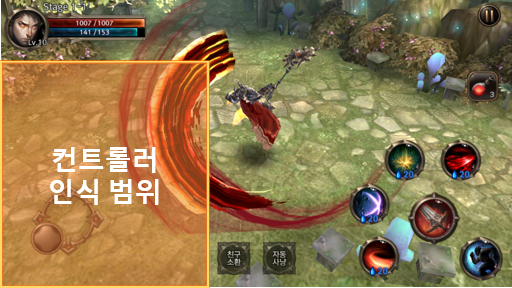 Stage 1-1
1007 / 1007
141 / 153
Lv.10
3
컨트롤러
인식 범위
20
20
20
20
친구
소환
자동
사냥